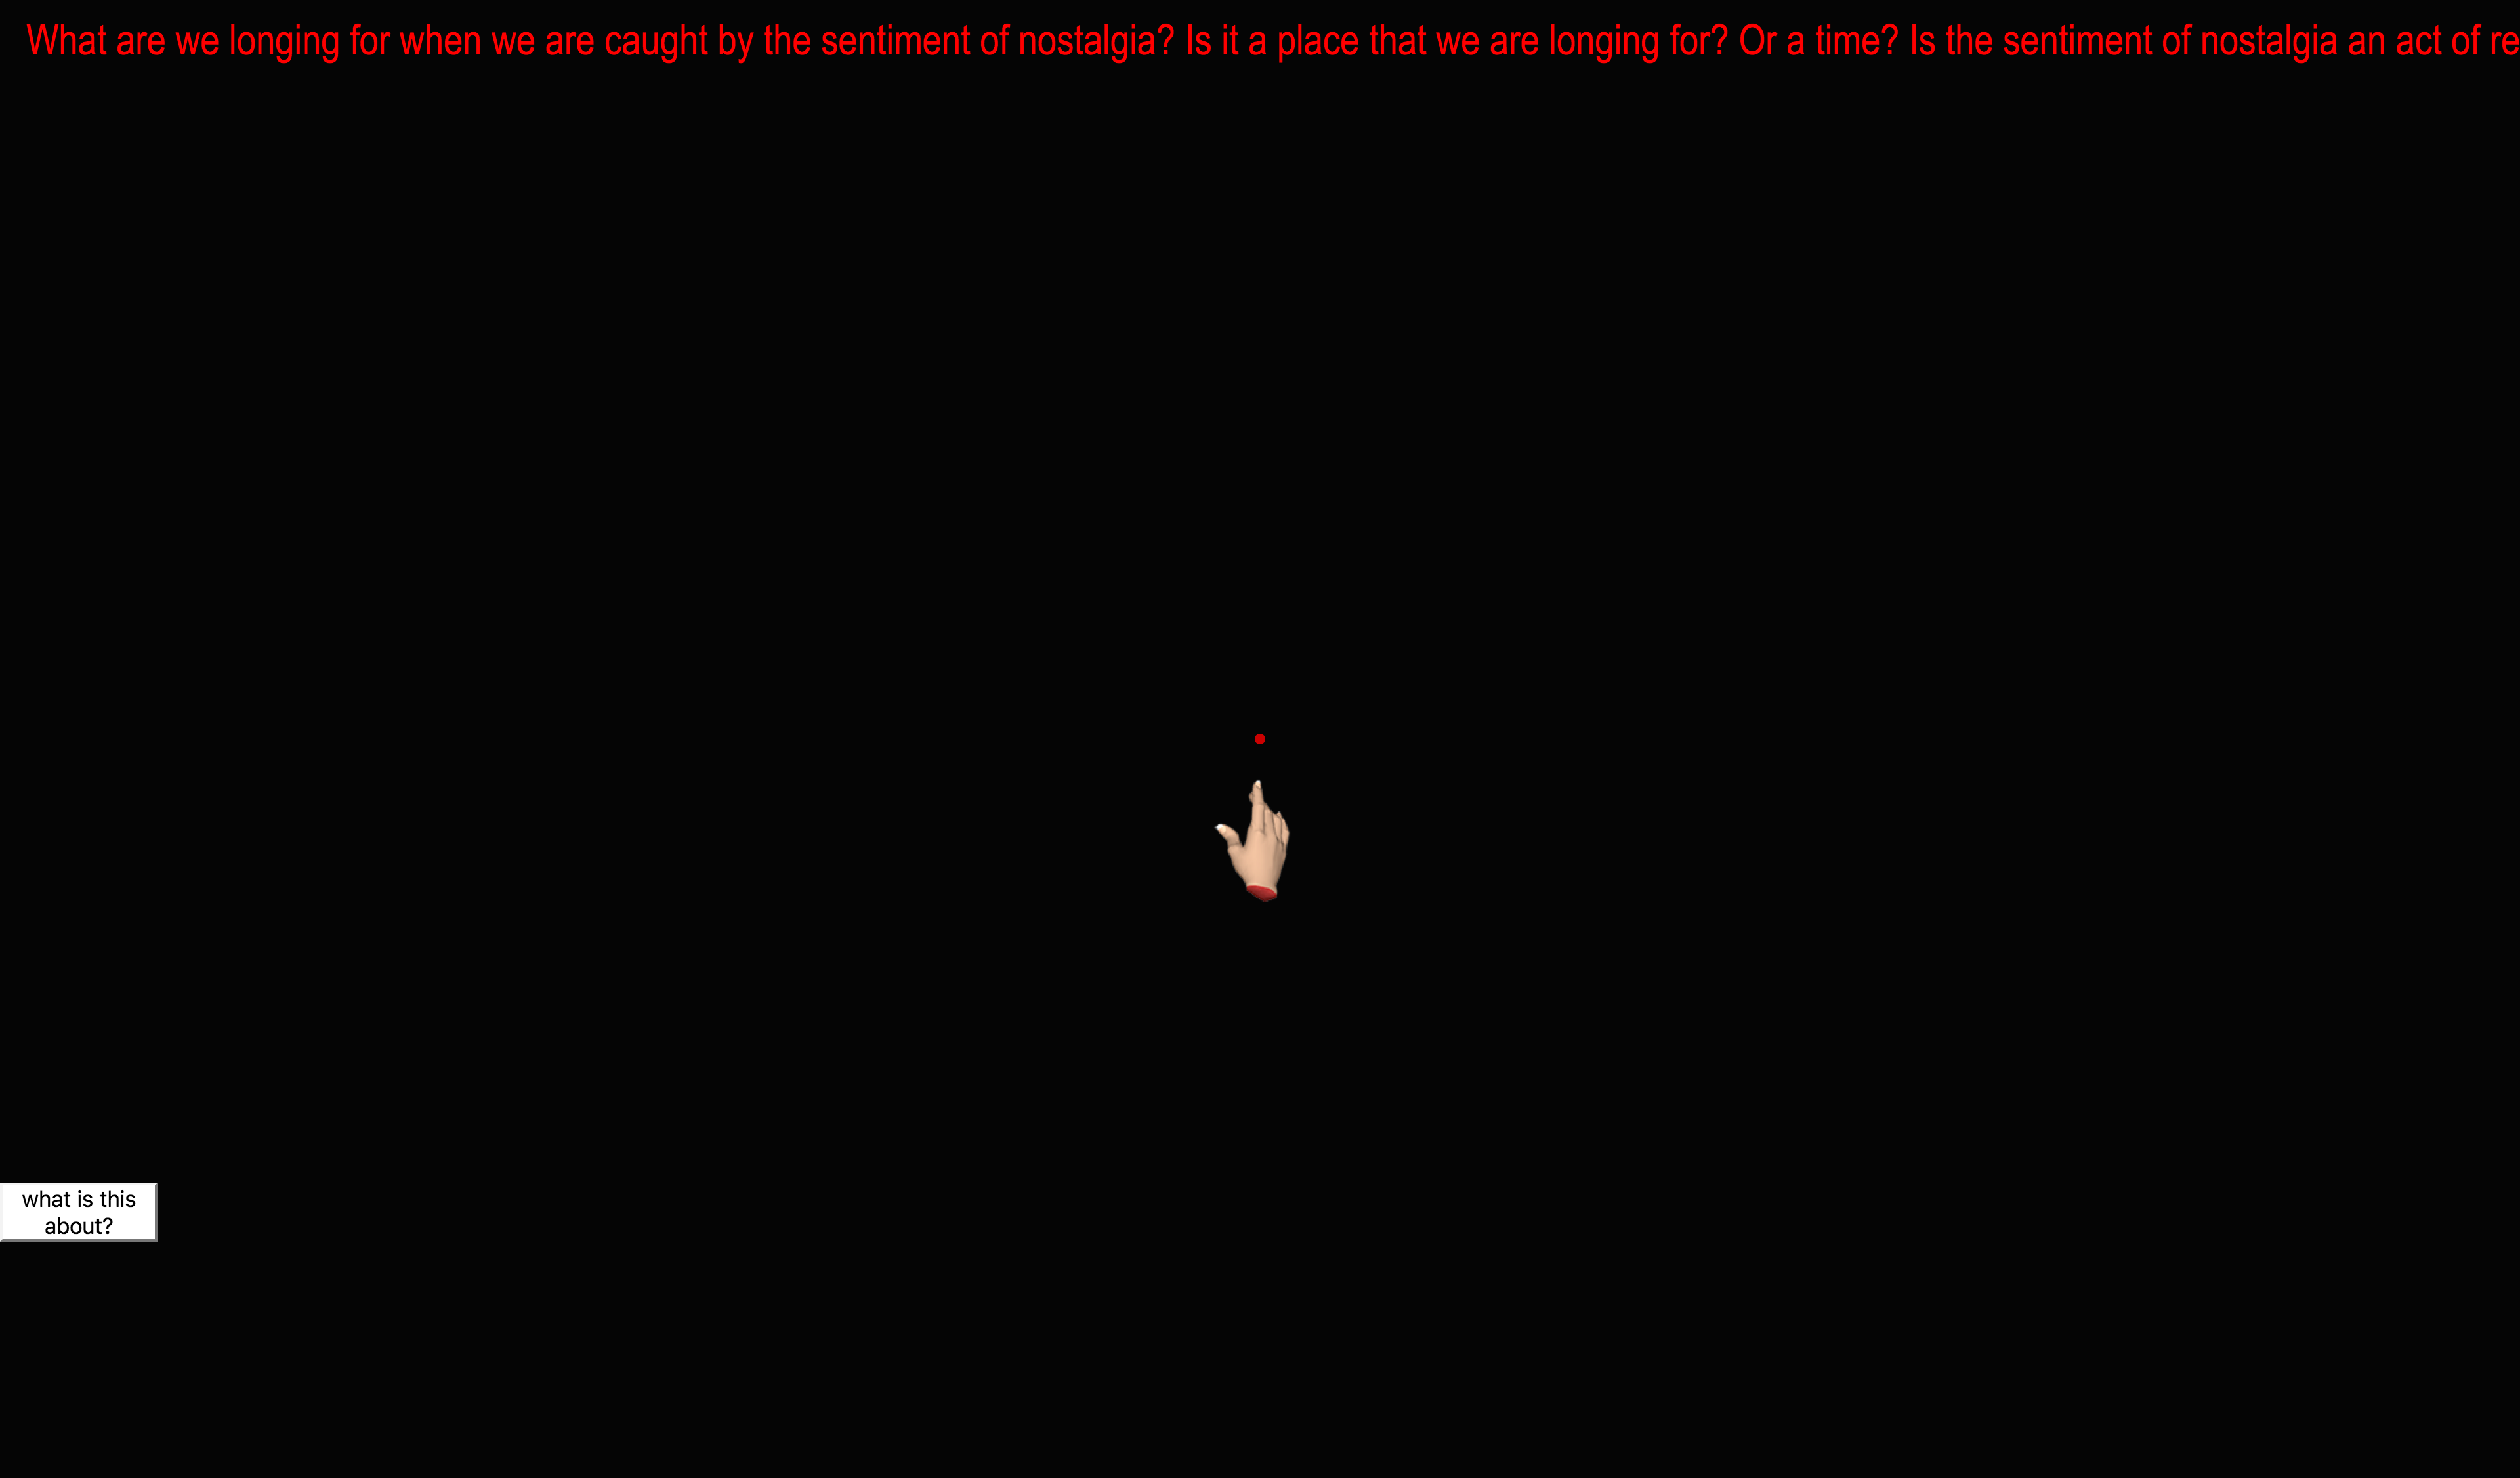 What are we longing for when we are caught by the sentiment of nostalgia? Is it a place that we are longing for? Or a time? Is the sentiment of nostalgia an act of re
what is this
about?